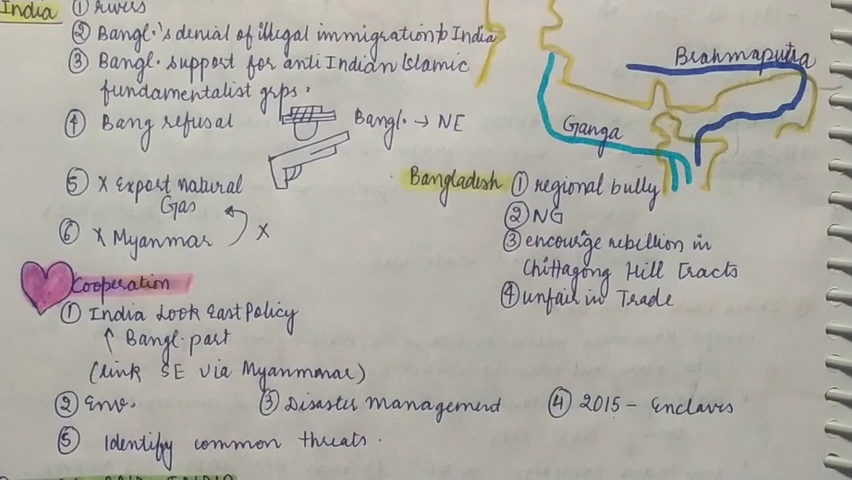 India ① rivers
② Bangl.'s denial of illegal immigration to India
③ Bangl. support for anti Indian Islamic
fundamentalist grps.
④ Bang refusal Bangl. → NE
⑤ X Export natural
Gas
⑥ X Myanmar X
Brahmaputra
Ganga
Bangladesh ① regional bully
② NG
③ encourge rebellion in
Chittagong Hill Tracts
④ unfair in Trade
Cooperation
① India Look East Policy
↑ Bangl. part
(link SE via Myanmmar)
② Env. ③ Disaster management ④ 2015 - Enclaves
⑤ Identify common threats.